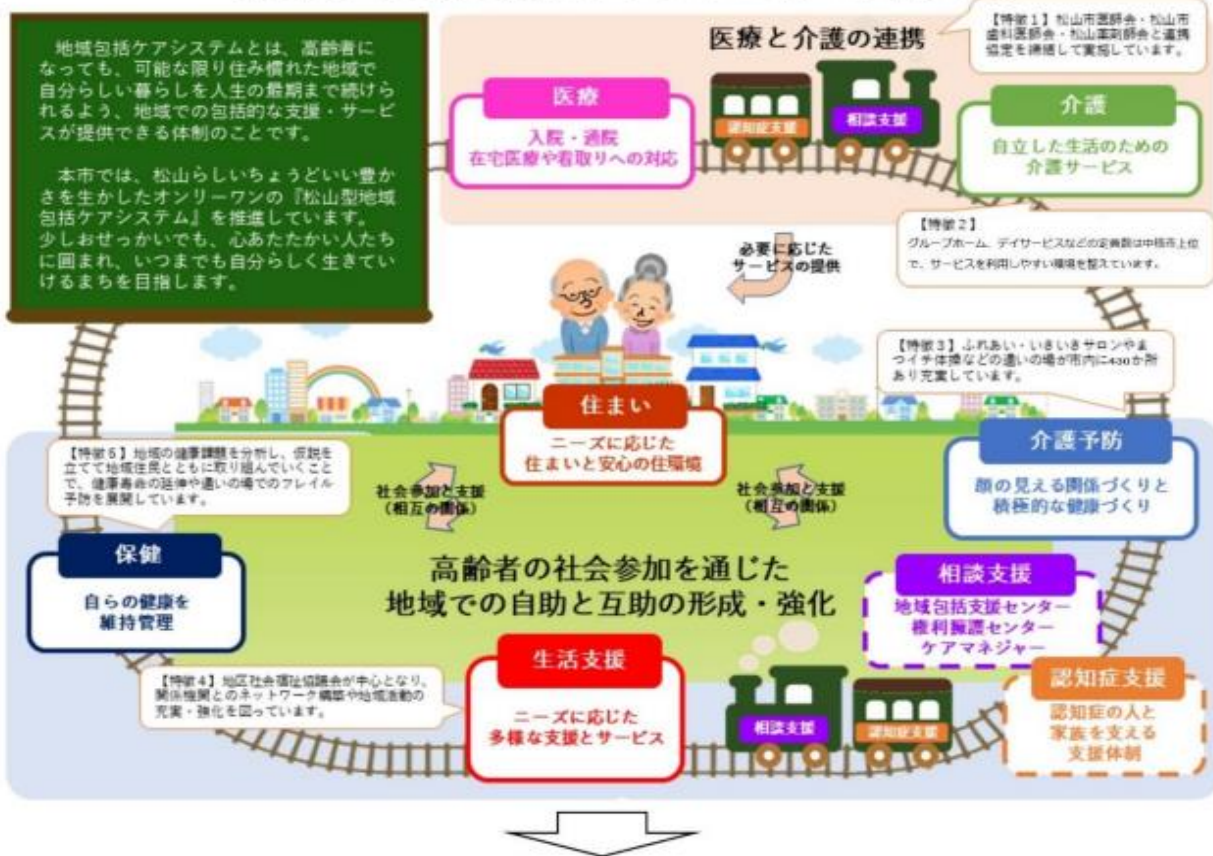 地域包括ケアシステムとは、高齢者に
なっても、可能な限り住み慣れた地域で
自分らしい暮らしを人生の最期まで続けら
れるよう、地域での包括的な支援・サービ
スが提供できる体制のことです。
本市では、松山らしいちょうどいい豊か
さを生かしたオンリーワンの『松山型地域
包括ケアシステム』を推進しています。
少しおせっかいでも、心あたたかい人たち
に囲まれ、いつまでも自分らしく生きてい
けるまちを目指します。
医療と介護の連携
【特徴1】松山市医師会・松山市
歯科医師会・松山薬剤師会と連携
協定を締結して実施しています。
医療
入院・通院
在宅医療や看取りへの対応
認知症支援
相談支援
介護
自立した生活のための
介護サービス
【特徴2】
グループホーム、デイサービスなどの定員数は中核市上位
で、サービスを利用しやすい環境を整えています。
必要に応じた
サービスの提供
【特徴3】ふれあい・いきいきサロンやま
つイチ体操などの通いの場が市内に430か所
あり充実しています。
住まい
ニーズに応じた
住まいと安心の住環境
介護予防
顔の見える関係づくりと
積極的な健康づくり
【特徴5】地域の健康課題を分析し、仮説を
立てて地域住民とともに取り組んでいくこと
で、健康寿命の延伸や通いの場でのフレイル
予防を展開しています。
社会参加と支援
(相互の関係)
社会参加と支援
(相互の関係)
保健
自らの健康を
維持管理
高齢者の社会参加を通じた
地域での自助と互助の形成・強化
相談支援
地域包括支援センター
権利擁護センター
ケアマネジャー
【特徴4】地区社会福祉協議会が中心となり、
関係機関とのネットワーク構築や地域活動の
充実・強化を図っています。
生活支援
ニーズに応じた
多様な支援とサービス
相談支援
認知症支援
認知症支援
認知症の人と
家族を支える
支援体制